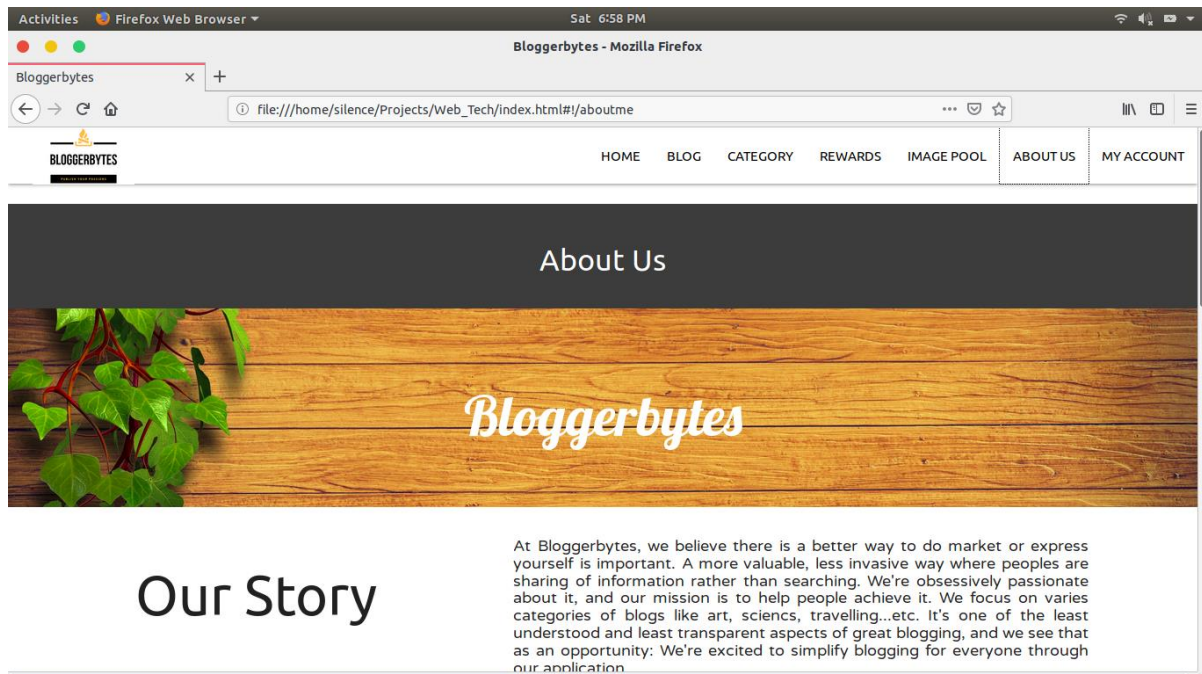 Activities Firefox Web Browser Sat 6:58 PM
Bloggerbytes - Mozilla Firefox
Bloggerbytes
file:///home/silence/Projects/Web_Tech/index.html#!/aboutme
BLOGGERBYTES
HOME BLOG CATEGORY REWARDS IMAGE POOL ABOUT US MY ACCOUNT
About Us
Bloggerbytes
Our Story
At Bloggerbytes, we believe there is a better way to do market or express
yourself is important. A more valuable, less invasive way where peoples are
sharing of information rather than searching. We're obsessively passionate
about it, and our mission is to help people achieve it. We focus on varies
categories of blogs like art, sciencs, travelling...etc. It's one of the least
understood and least transparent aspects of great blogging, and we see that
as an opportunity: We're excited to simplify blogging for everyone through
our application